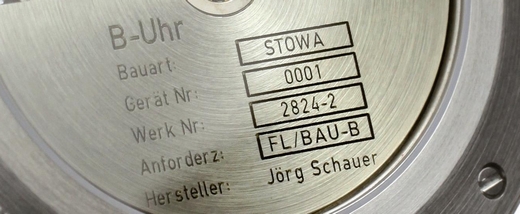 B-Uhr
Bauart: STOWA
Gerät Nr: 0001
Werk Nr: 2824-2
Anforderz: FL/BAU-B
Hersteller: Jörg Schauer